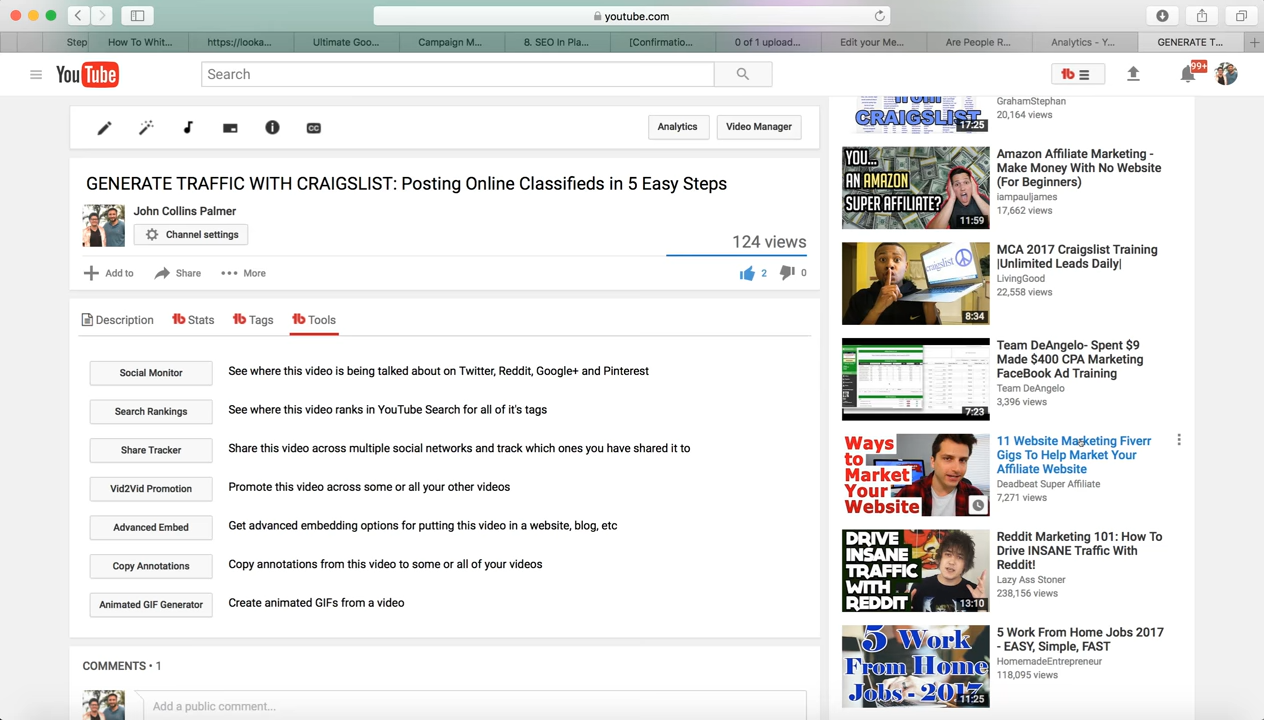 youtube.com
Step
How To Whit...
https://looka...
Ultimate Goo...
Campaign M...
8. SEO In Pla...
[Confirmatio...
0 of 1 upload...
Edit your Me...
Are People R...
Analytics - Y...
GENERATE T...
YouTube
Search
tb
99+
CC
Analytics
Video Manager
GENERATE TRAFFIC WITH CRAIGSLIST: Posting Online Classifieds in 5 Easy Steps
John Collins Palmer
Channel settings
124 views
Add to
Share
More
2
0
Description
tb Stats
tb Tags
tb Tools
Social Monitor
See where this video is being talked about on Twitter, Reddit, Google+ and Pinterest
Search Rankings
See where this video ranks in YouTube Search for all of it's tags
Share Tracker
Share this video across multiple social networks and track which ones you have shared it to
Vid2Vid Promotion
Promote this video across some or all your other videos
Advanced Embed
Get advanced embedding options for putting this video in a website, blog, etc
Copy Annotations
Copy annotations from this video to some or all of your videos
Animated GIF Generator
Create animated GIFs from a video
COMMENTS • 1
Add a public comment...
from
CRAIGSLIST
17:25
GrahamStephan
20,164 views
YOU...
AN AMAZON
SUPER AFFILIATE?
11:59
Amazon Affiliate Marketing -
Make Money With No Website
(For Beginners)
iampauljames
17,662 views
craigslist
8:34
MCA 2017 Craigslist Training
|Unlimited Leads Daily|
LivingGood
22,558 views
7:23
Team DeAngelo- Spent $9
Made $400 CPA Marketing
FaceBook Ad Training
Team DeAngelo
3,396 views
Ways
to
Market
Your
Website
11 Website Marketing Fiverr
Gigs To Help Market Your
Affiliate Website
Deadbeat Super Affiliate
7,271 views
DRIVE
INSANE
TRAFFIC
WITH
REDDIT
13:10
Reddit Marketing 101: How To
Drive INSANE Traffic With
Reddit!
Lazy Ass Stoner
238,156 views
5 Work
From Home
Jobs - 2017
11:25
5 Work From Home Jobs 2017
- EASY, Simple, FAST
HomemadeEntrepreneur
118,095 views